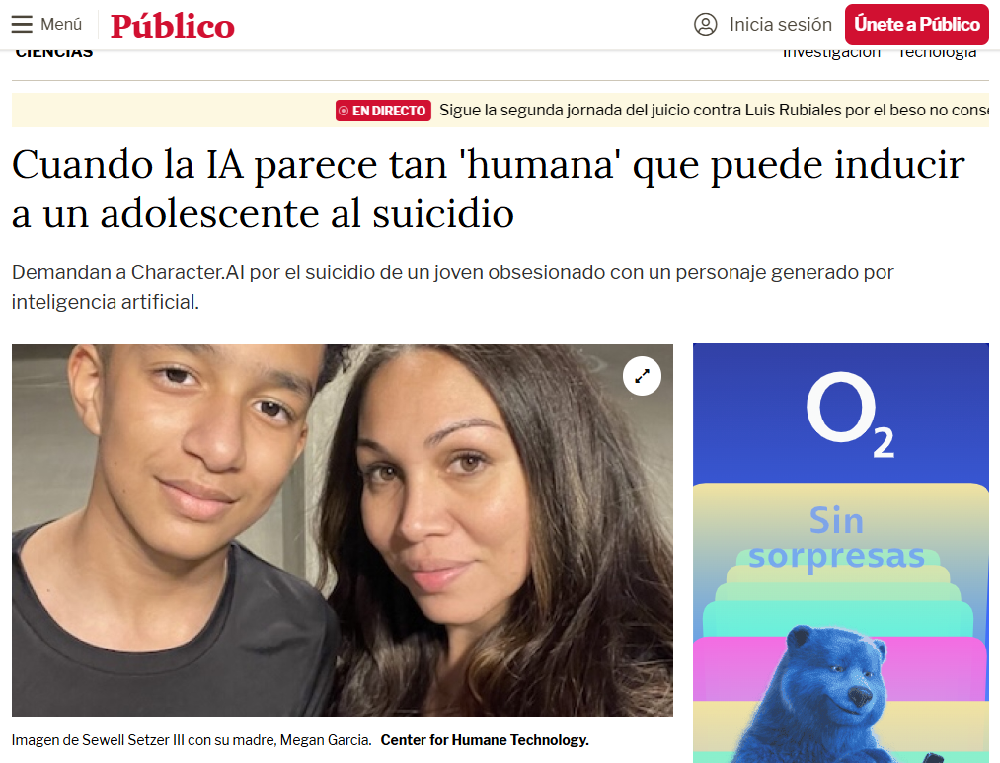 Menú
Público
Inicia sesión
Únete a Público
CIENCIAS
Investigación
Tecnología
EN DIRECTO
Sigue la segunda jornada del juicio contra Luis Rubiales por el beso no conse
Cuando la IA parece tan 'humana' que puede inducir
a un adolescente al suicidio
Demandan a Character.AI por el suicidio de un joven obsesionado con un personaje generado por
inteligencia artificial.
O2
Sin
sorpresas
Imagen de Sewell Setzer III con su madre, Megan Garcia. Center for Humane Technology.